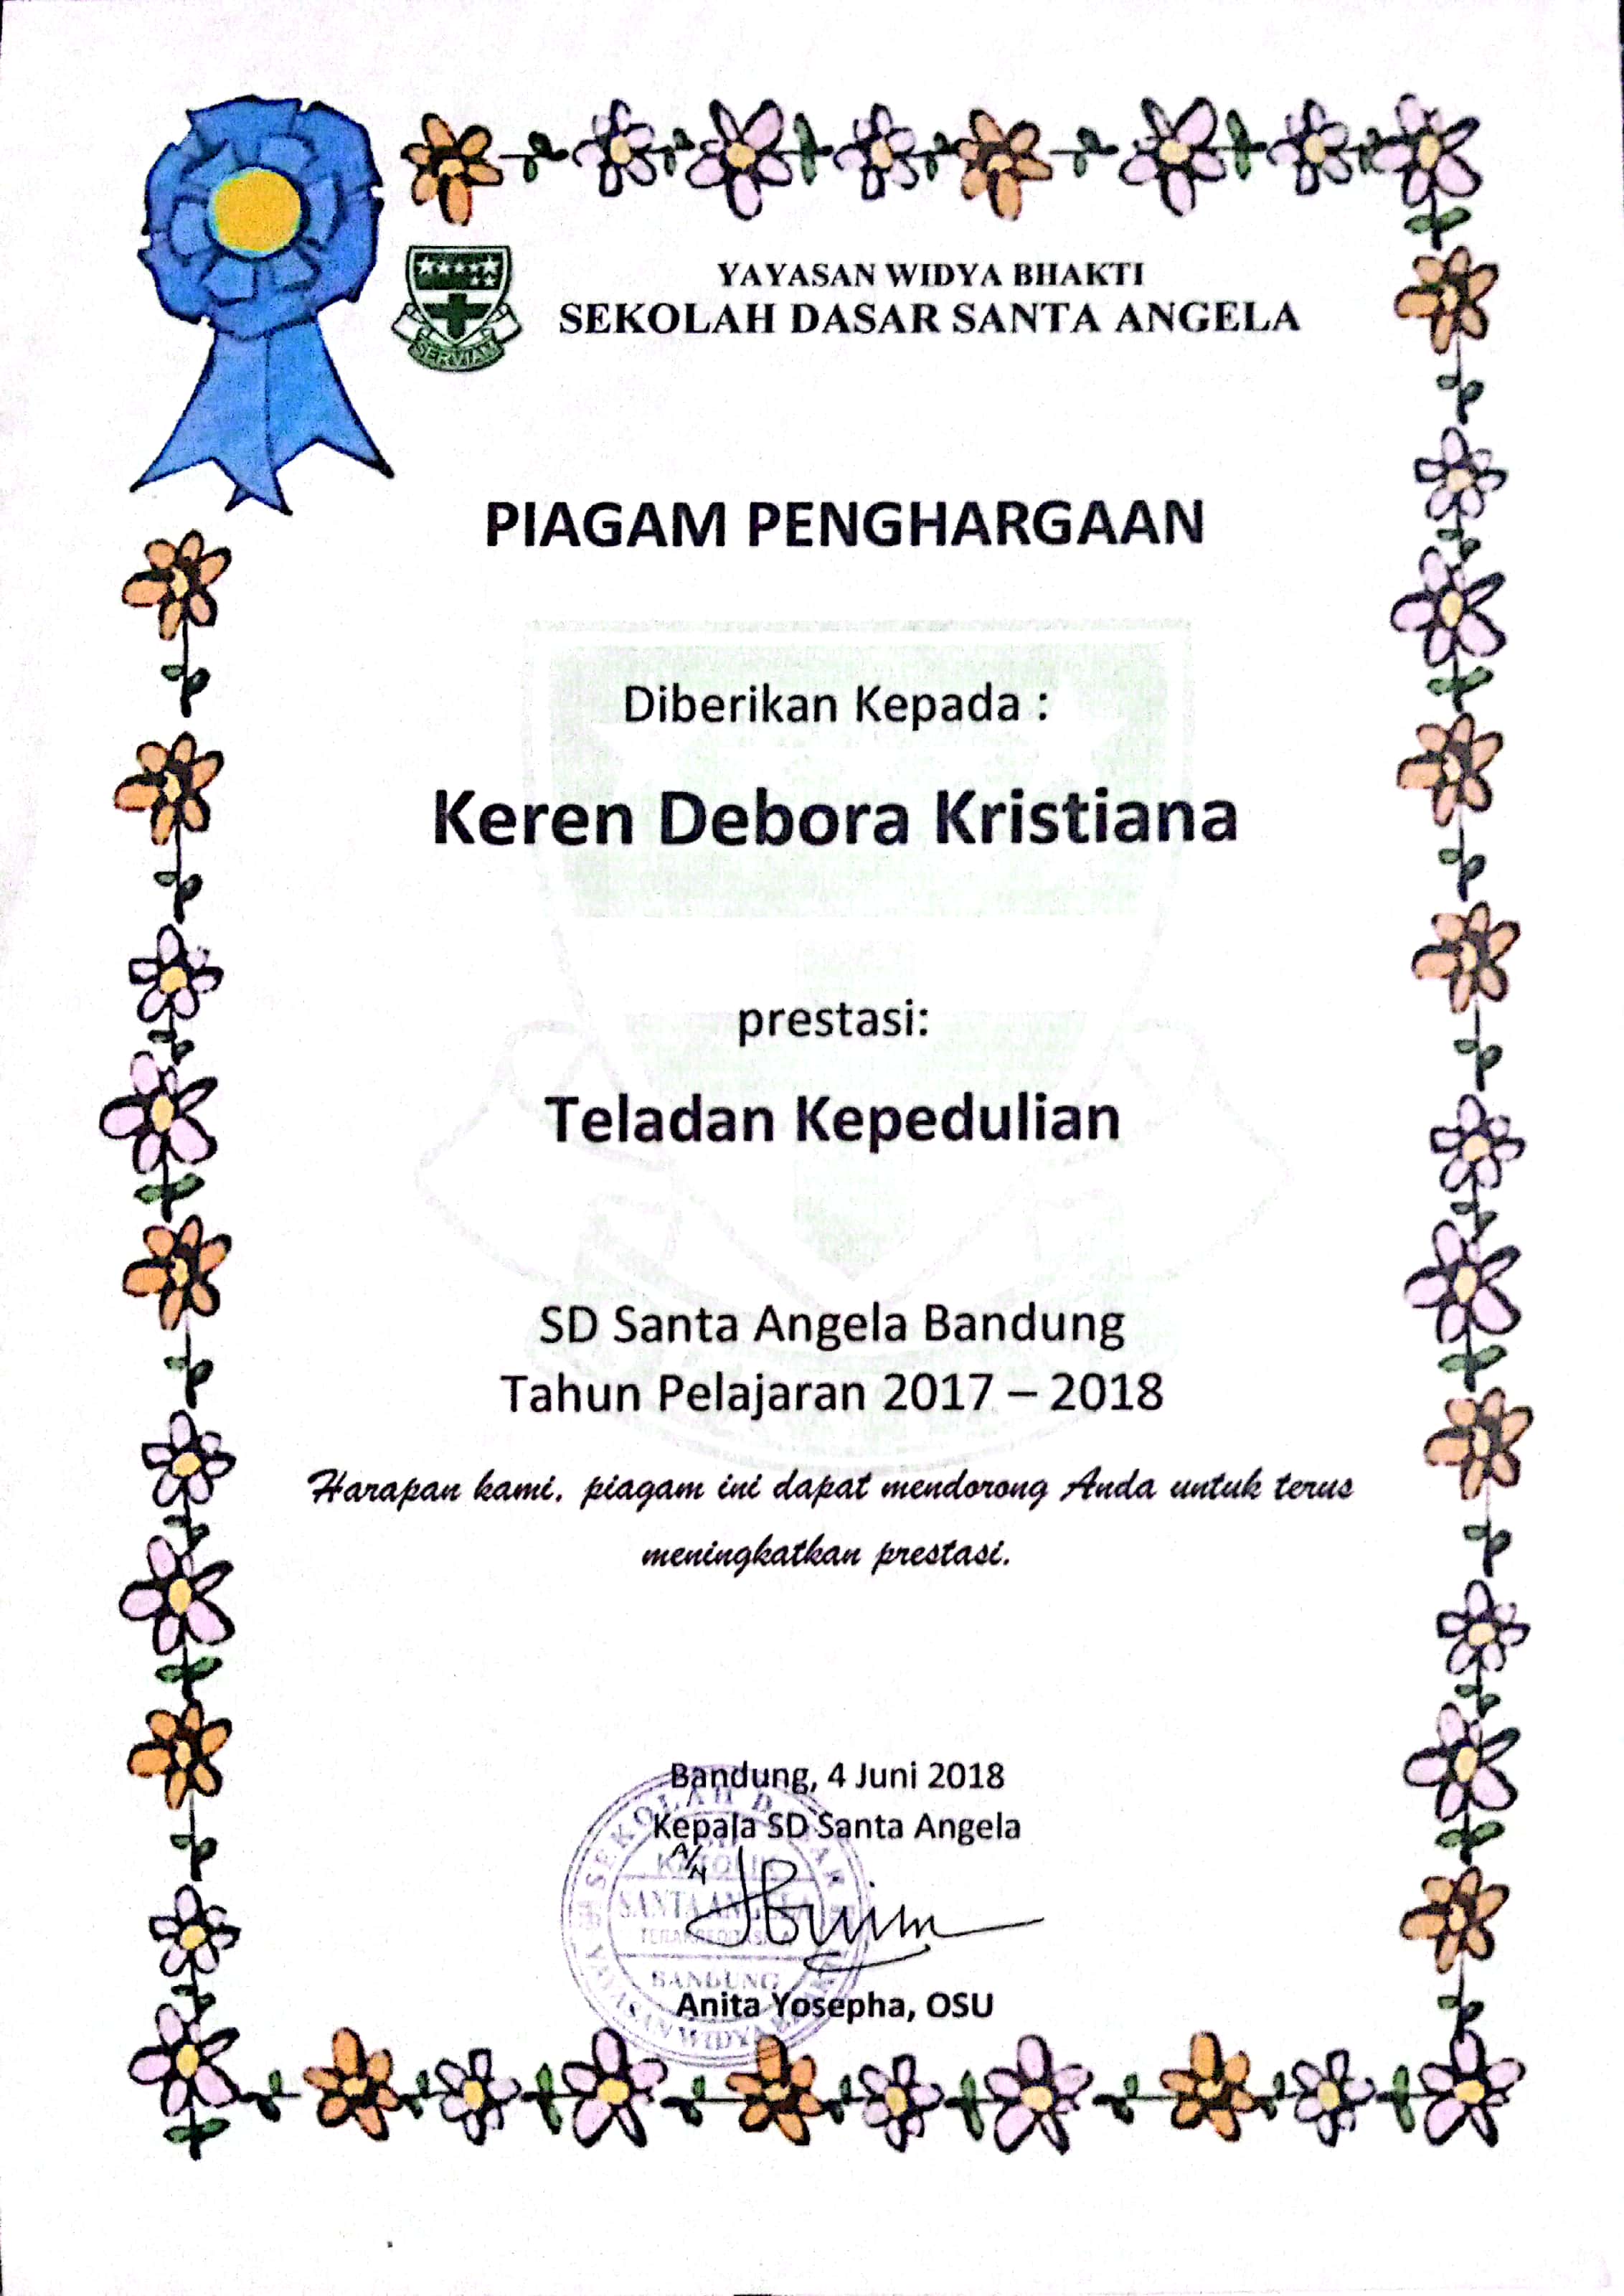 YAYASAN WIDYA BHAKTI
SEKOLAH DASAR SANTA ANGELA
SERVIAM
PIAGAM PENGHARGAAN
Diberikan Kepada :
Keren Debora Kristiana
prestasi:
Teladan Kepedulian
SD Santa Angela Bandung
Tahun Pelajaran 2017 – 2018
Harapan kami, piagam ini dapat mendorong Anda untuk terus
meningkatkan prestasi.
Bandung, 4 Juni 2018
Kepala SD Santa Angela
A/N
SEKOLAH DASAR
KATOLIK
SANTA ANGELA
BANDUNG
YAYASAN WIDYA BHAKTI
Anita Yosepha, OSU